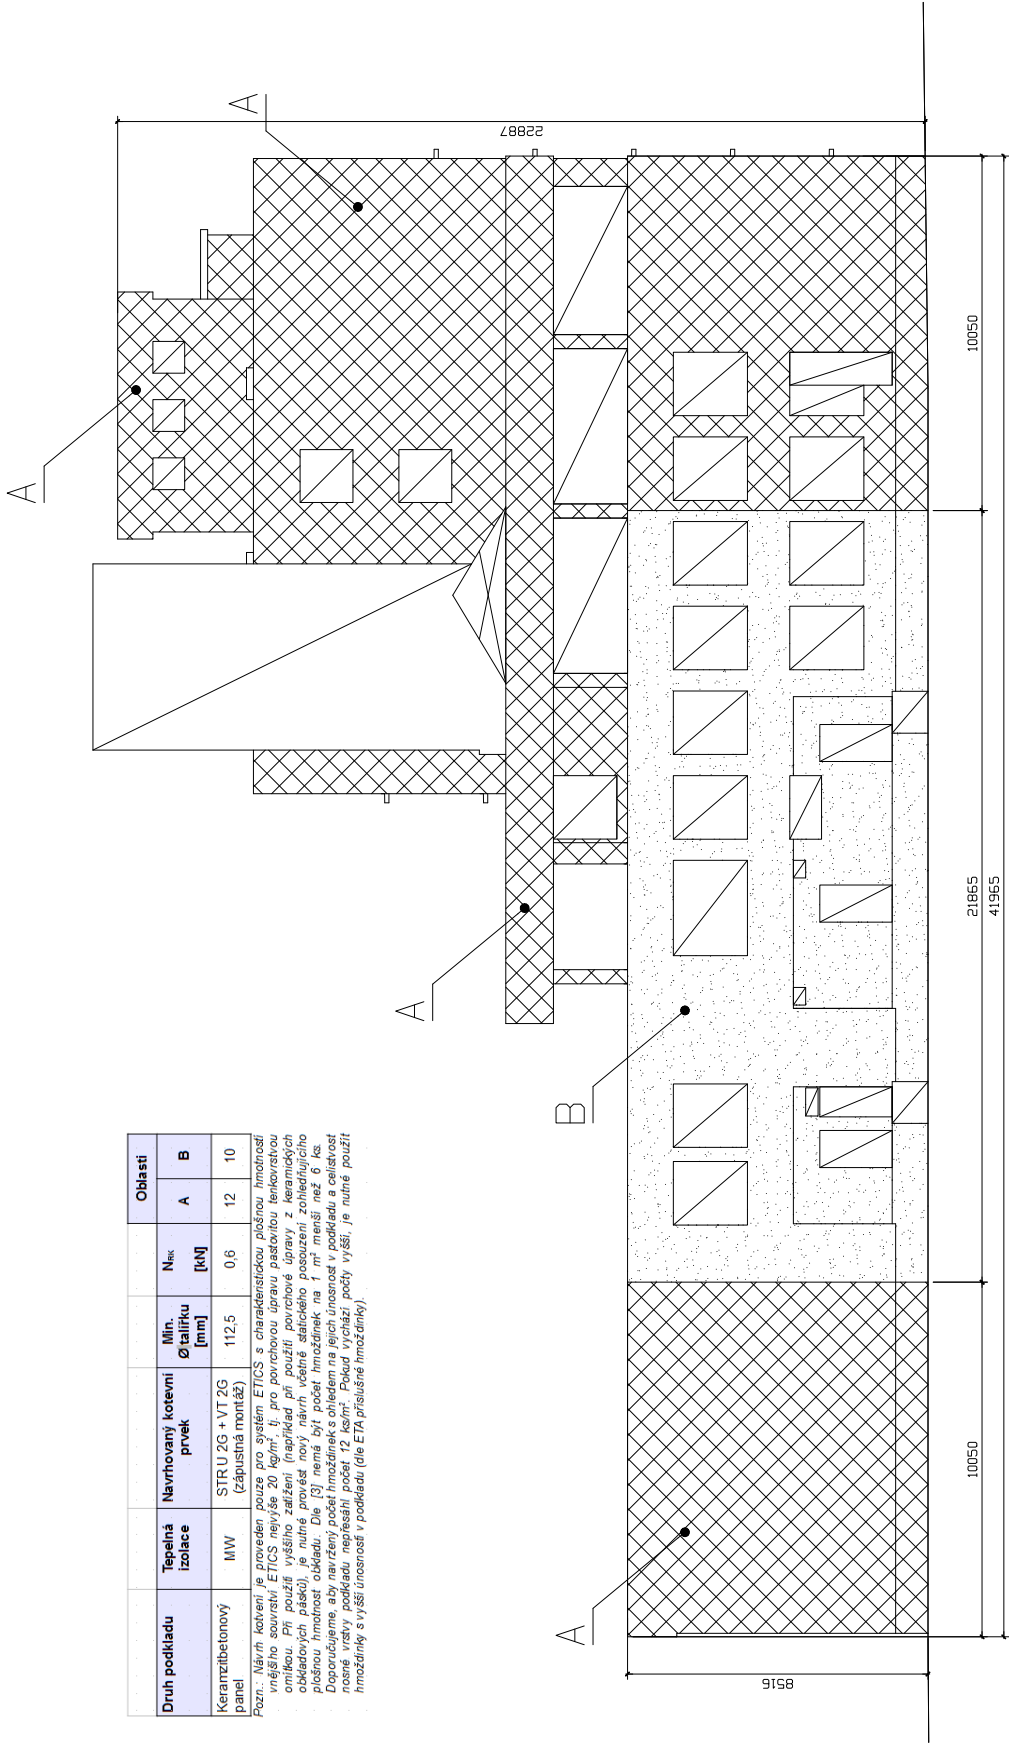 Oblasti
Druh podkladu Tepelná izolace Navrhovaný kotevní prvek Min. Ø talířku [mm] NRK [kN] A B
Keramzitbetonový panel MW STR U 2G + VT 2G (zápustná montáž) 112,5 0,6 12 10
Pozn.: Návrh kotvení je proveden pouze pro systém ETICS s charakteristickou plošnou hmotností
vnějšího souvrství ETICS nejvýše 20 kg/m², tj. pro povrchovou úpravu pastovitou tenkovrstvou
omítkou. Při použití vyššího zatížení (například při použití povrchové úpravy z keramických
obkladových pásků), je nutné provést nový návrh včetně statického posouzení zohledňujícího
plošnou hmotnost obkladu. Dle [3] nemá být počet hmoždinek na 1 m² menší než 6 ks.
Doporučujeme, aby navržený počet hmoždinek s ohledem na jejich únosnost v podkladu a celistvost
nosné vrstvy podkladu nepřesáhl počet 12 ks/m². Pokud vychází počty vyšší, je nutné použít
hmoždinky s vyšší únosností v podkladu (dle ETA příslušné hmoždinky).
A
A
A
B
A
22887
8516
10050
21865
10050
41965